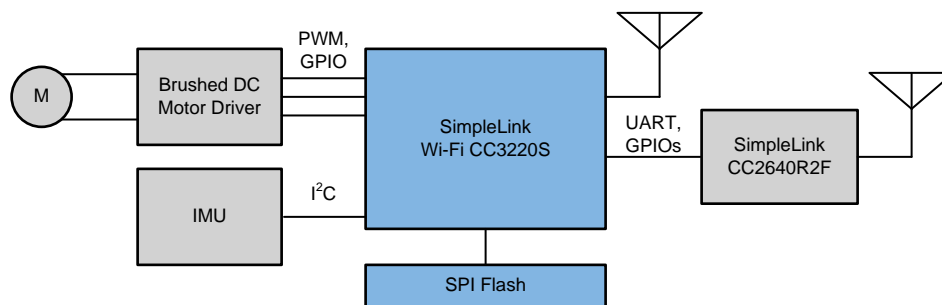 M
Brushed DC
Motor Driver
PWM,
GPIO
SimpleLink
Wi-Fi CC3220S
UART,
GPIOs
SimpleLink
CC2640R2F
IMU
I²C
SPI Flash